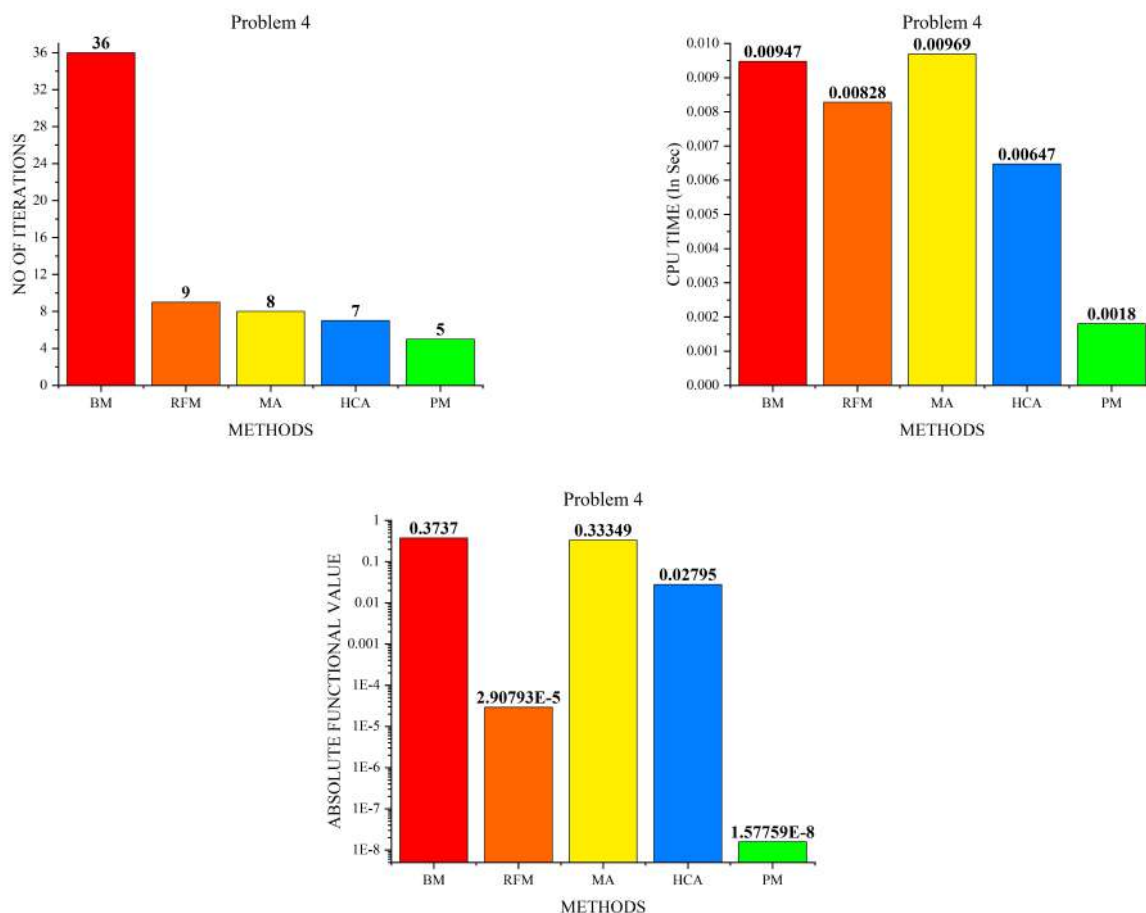 Problem 4
NO OF ITERATIONS
36
32
28
24
20
16
12
8
4
0
36
9
8
7
5
BM RFM MA HCA PM
METHODS
Problem 4
CPU TIME (In Sec)
0.010
0.009
0.008
0.007
0.006
0.005
0.004
0.003
0.002
0.001
0.000
0.00947
0.00828
0.00969
0.00647
0.0018
BM RFM MA HCA PM
METHODS
Problem 4
ABSOLUTE FUNCTIONAL VALUE
1
0.1
0.01
0.001
1E-4
1E-5
1E-6
1E-7
1E-8
0.3737
2.90793E-5
0.33349
0.02795
1.57759E-8
BM RFM MA HCA PM
METHODS